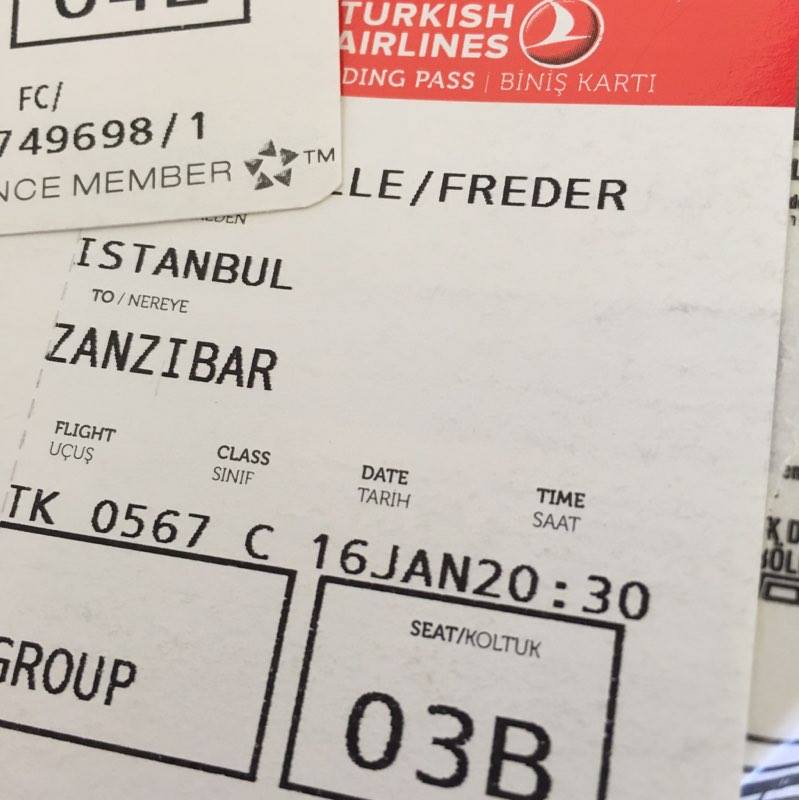 FC/
749698/1
NCE MEMBER TM
TURKISH
AIRLINES
DING PASS | BİNİŞ KARTI
LLE/FREDER
ISTANBUL
TO / NEREYE
ZANZIBAR
FLIGHT CLASS DATE TIME
UÇUŞ SINIF TARIH SAAT
TK 0567 C 16JAN20:30
SEAT/KOLTUK
GROUP
03B